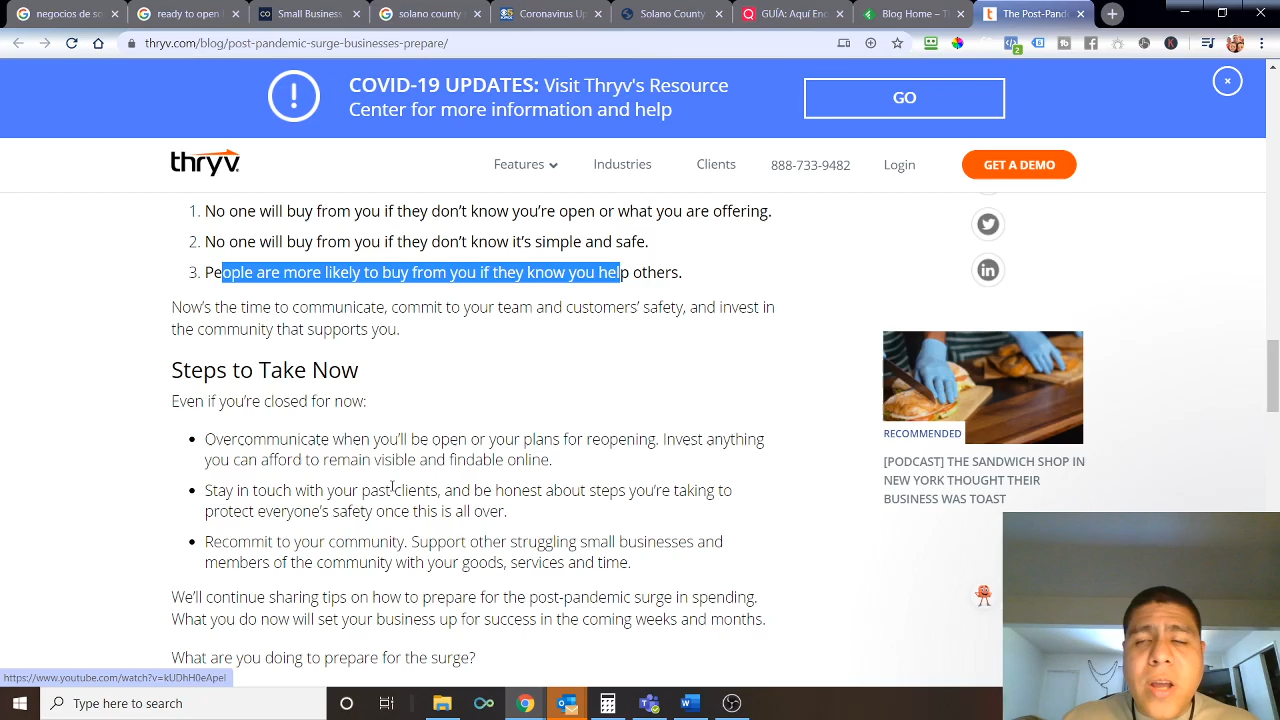 negocios de so
ready to open l
Small Business
solano county r
Coronavirus Up
Solano County
GUÍA: Aquí Enc
Blog Home – T
The Post-Pand
thryv.com/blog/post-pandemic-surge-businesses-prepare/
2
COVID-19 UPDATES: Visit Thryv's Resource
Center for more information and help
GO
thryv
Features
Industries
Clients
888-733-9482
Login
GET A DEMO
1. No one will buy from you if they don’t know you’re open or what you are offering.
2. No one will buy from you if they don’t know it’s simple and safe.
3. People are more likely to buy from you if they know you help others.
Now’s the time to communicate, commit to your team and customers’ safety, and invest in
the community that supports you.
Steps to Take Now
Even if you’re closed for now:
Overcommunicate when you’ll be open or your plans for reopening. Invest anything
you can afford to remain visible and findable online.
Stay in touch with your past clients, and be honest about steps you’re taking to
protect everyone’s safety once this is all over.
Recommit to your community. Support other struggling small businesses and
members of the community with your goods, services and time.
We’ll continue sharing tips on how to prepare for the post-pandemic surge in spending.
What you do now will set your business up for success in the coming weeks and months.
What are you doing to prepare for the surge?
RECOMMENDED
[PODCAST] THE SANDWICH SHOP IN
NEW YORK THOUGHT THEIR
BUSINESS WAS TOAST
https://www.youtube.com/watch?v=kUDhH0eApeI
Type here to search